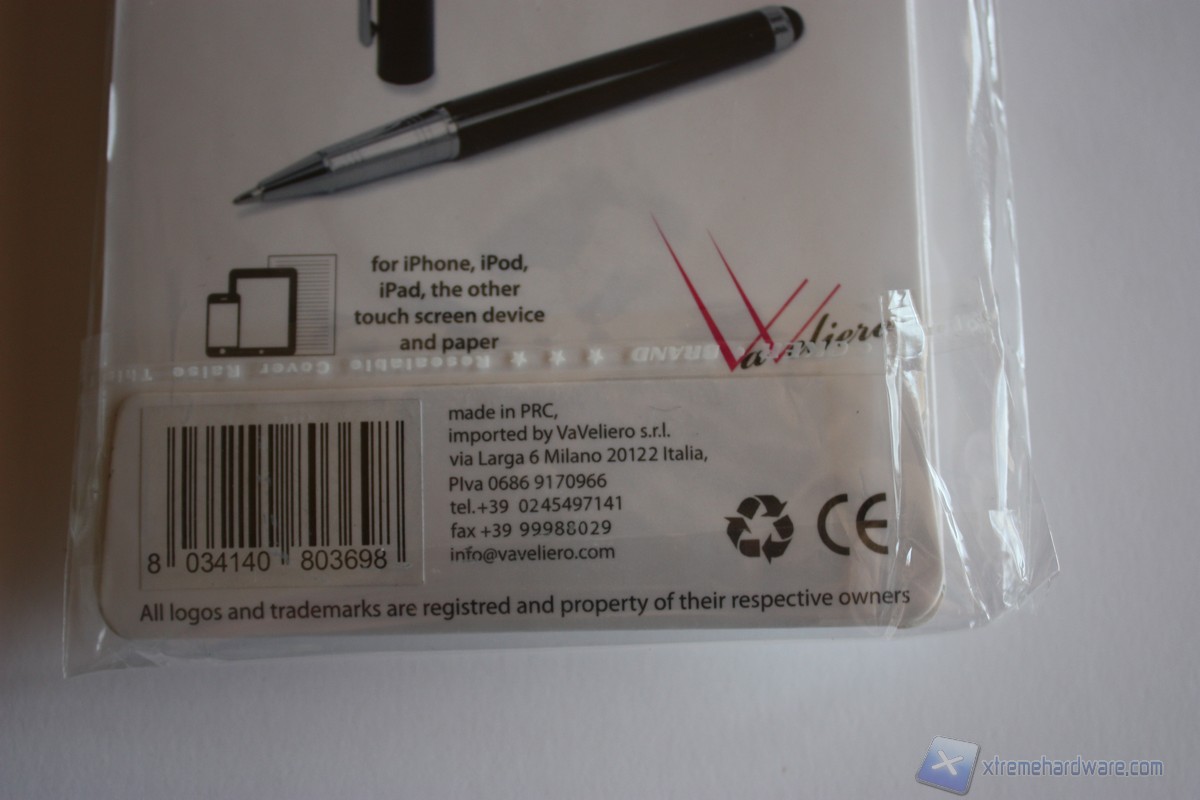 for iPhone, iPod,
iPad, the other
touch screen device
and paper
VaVeliero
BRAND ★ ★ ★ Resealable Cover Raise This
made in PRC,
imported by VaVeliero s.r.l.
via Larga 6 Milano 20122 Italia,
PIva 0686 9170966
tel.+39 0245497141
fax +39 99988029
info@vaveliero.com
8 034140 803698
CE
All logos and trademarks are registred and property of their respective owners
xtremehardware.com